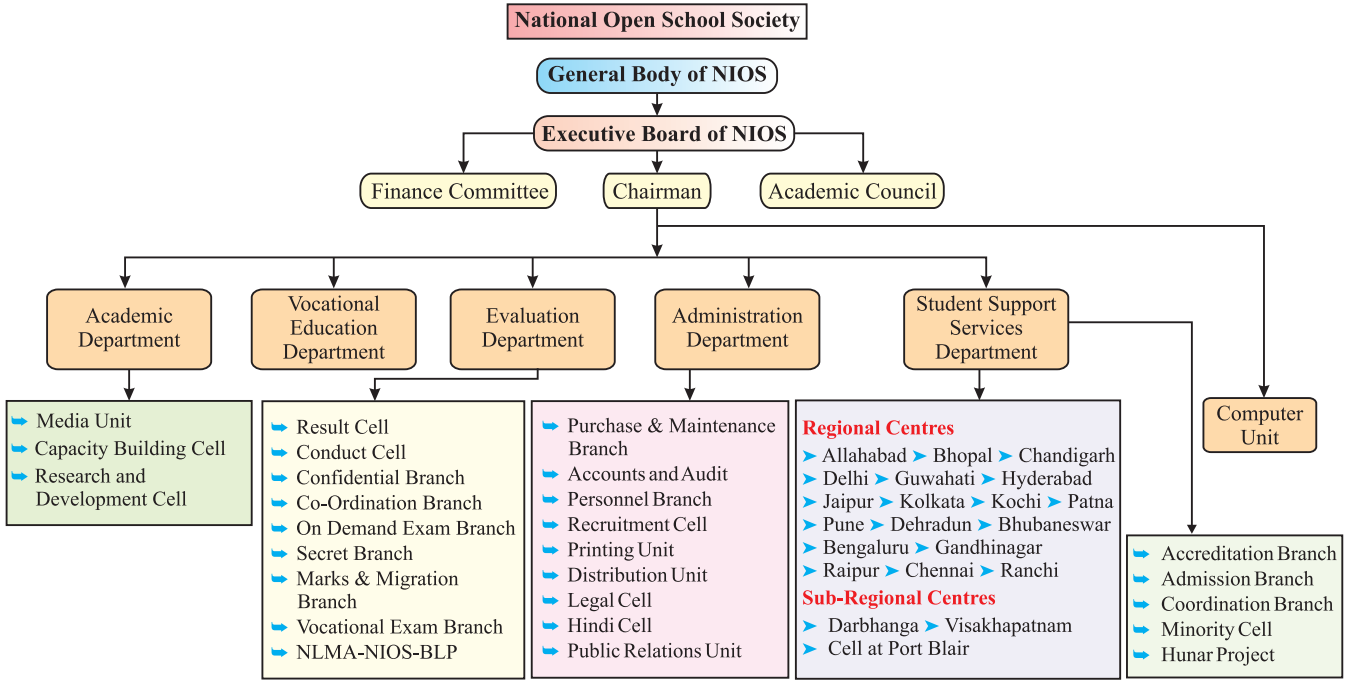 National Open School Society
General Body of NIOS
Executive Board of NIOS
Finance Committee
Chairman
Academic Council
Academic
Department
Vocational
Education
Department
Evaluation
Department
Administration
Department
Student Support
Services
Department
Computer
Unit
Media Unit
Capacity Building Cell
Research and
Development Cell
Result Cell
Conduct Cell
Confidential Branch
Co-Ordination Branch
On Demand Exam Branch
Secret Branch
Marks & Migration
Branch
Vocational Exam Branch
NLMA-NIOS-BLP
Purchase & Maintenance
Branch
Accounts and Audit
Personnel Branch
Recruitment Cell
Printing Unit
Distribution Unit
Legal Cell
Hindi Cell
Public Relations Unit
Regional Centres
Allahabad Bhopal Chandigarh
Delhi Guwahati Hyderabad
Jaipur Kolkata Kochi Patna
Pune Dehradun Bhubaneswar
Bengaluru Gandhinagar
Raipur Chennai Ranchi
Sub-Regional Centres
Darbhanga Visakhapatnam
Cell at Port Blair
Accreditation Branch
Admission Branch
Coordination Branch
Minority Cell
Hunar Project